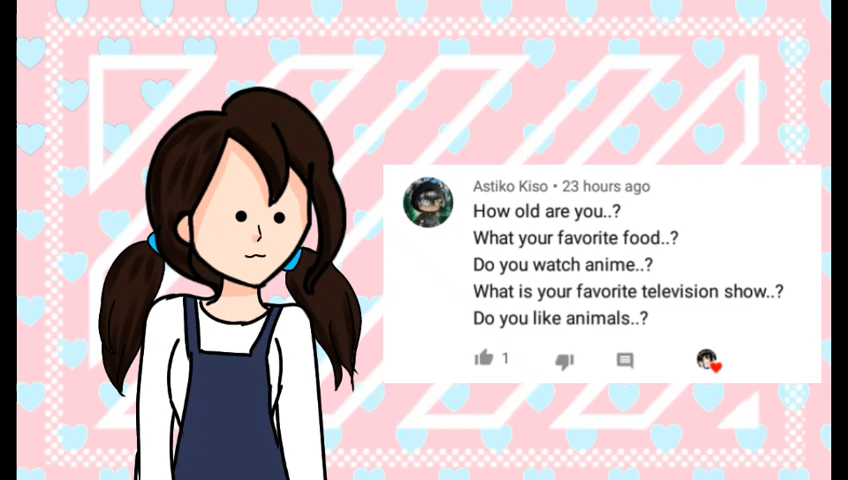 Astiko Kiso • 23 hours ago
How old are you..?
What your favorite food..?
Do you watch anime..?
What is your favorite television show..?
Do you like animals..?
1